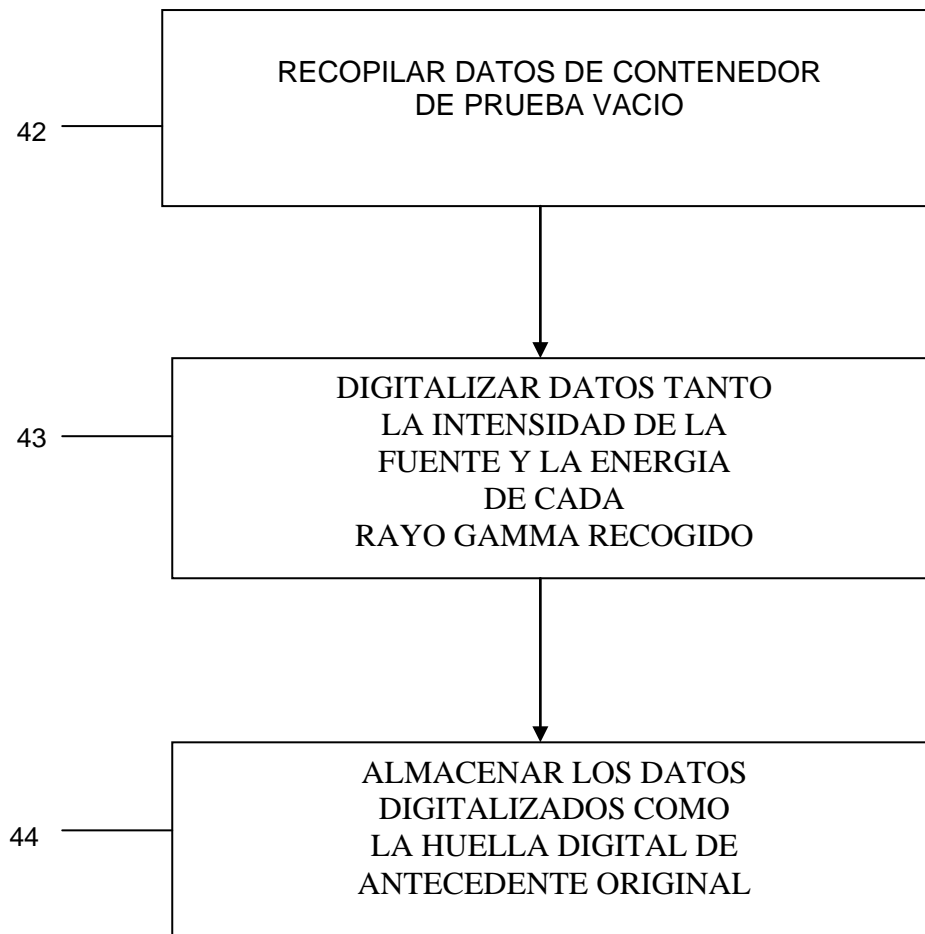 RECOPILAR DATOS DE CONTENEDOR
DE PRUEBA VACIO
42
DIGITALIZAR DATOS TANTO
LA INTENSIDAD DE LA
FUENTE Y LA ENERGIA
DE CADA
RAYO GAMMA RECOGIDO
43
ALMACENAR LOS DATOS
DIGITALIZADOS COMO
LA HUELLA DIGITAL DE
ANTECEDENTE ORIGINAL
44